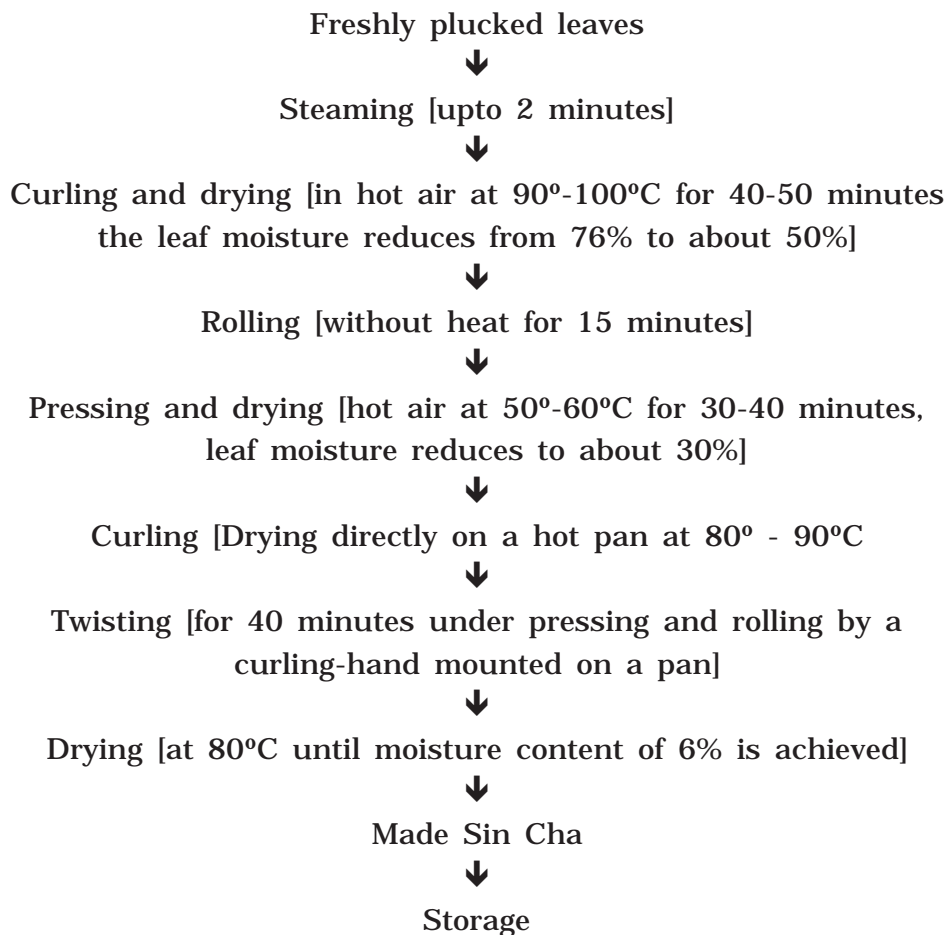 Freshly plucked leaves
🡻
Steaming [upto 2 minutes]
🡻
Curling and drying [in hot air at 90º-100ºC for 40-50 minutes
the leaf moisture reduces from 76% to about 50%]
🡻
Rolling [without heat for 15 minutes]
🡻
Pressing and drying [hot air at 50º-60ºC for 30-40 minutes,
leaf moisture reduces to about 30%]
🡻
Curling [Drying directly on a hot pan at 80º - 90ºC
🡻
Twisting [for 40 minutes under pressing and rolling by a
curling-hand mounted on a pan]
🡻
Drying [at 80ºC until moisture content of 6% is achieved]
🡻
Made Sin Cha
🡻
Storage